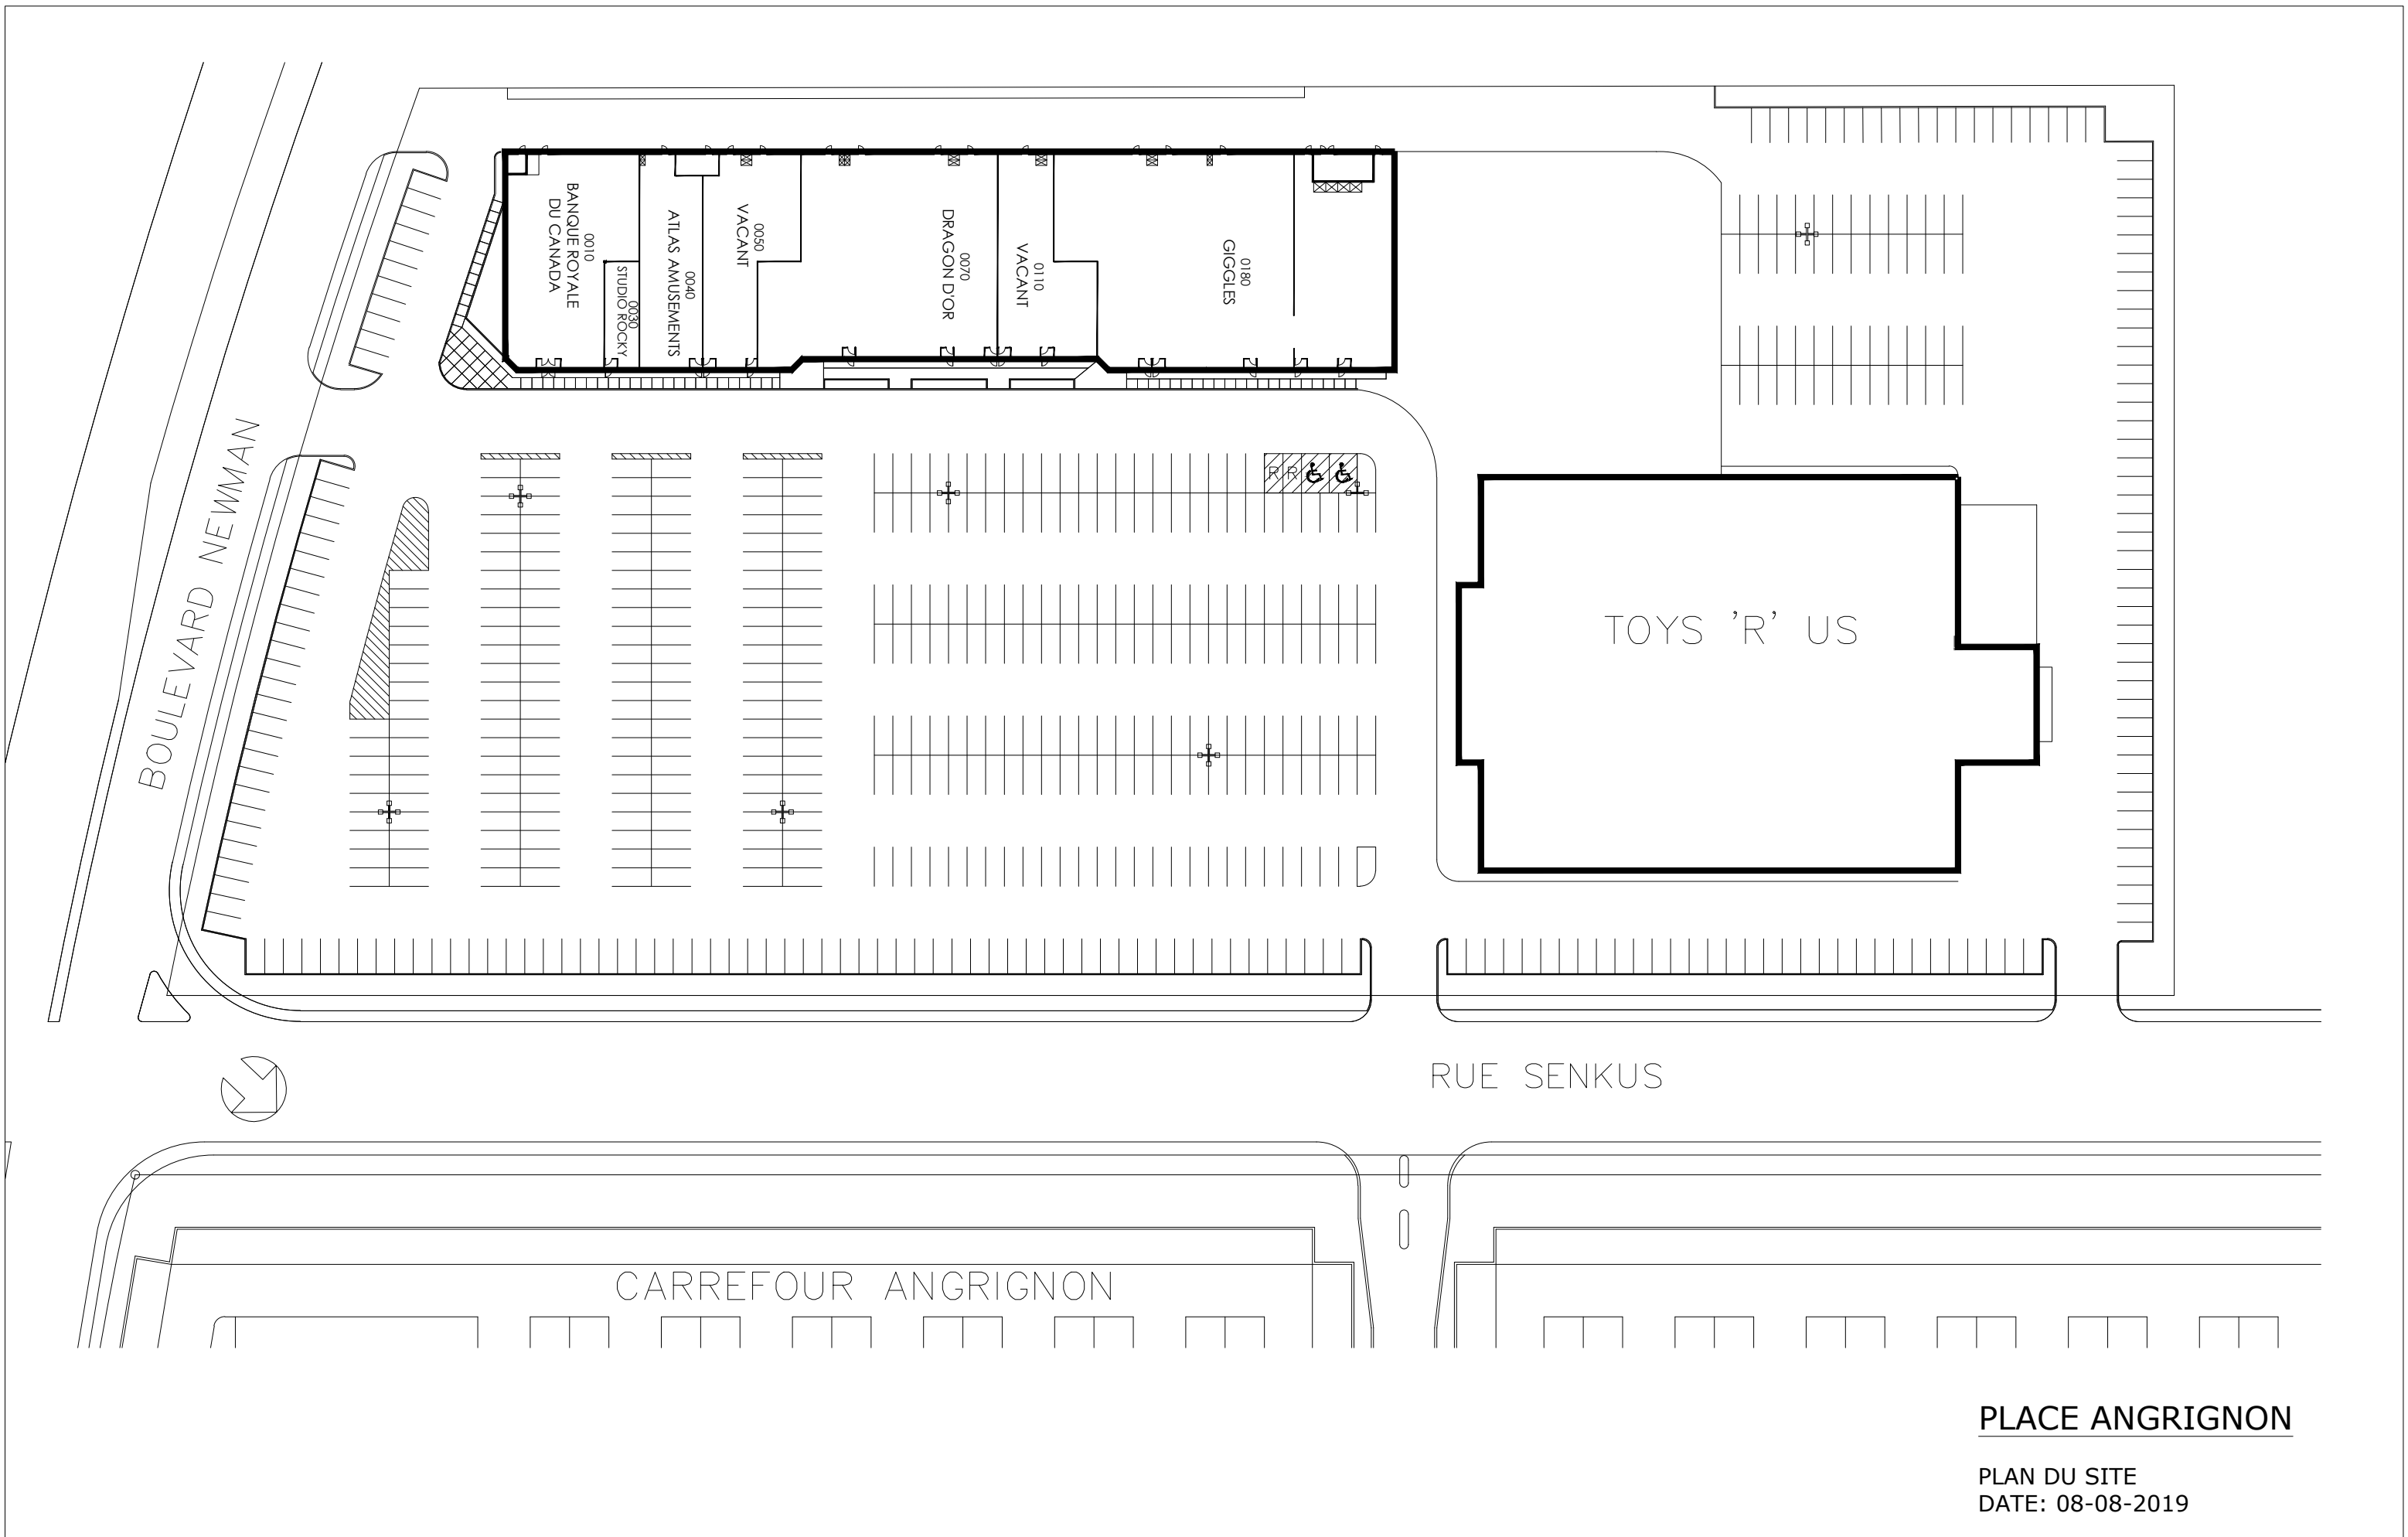 0010
BANQUE ROYALE
DU CANADA
0030
STUDIO ROCKY
0040
ATLAS AMUSEMENTS
0050
VACANT
0070
DRAGON D'OR
0110
VACANT
0180
GIGGLES
R R
BOULEVARD NEWMAN
TOYS 'R' US
RUE SENKUS
CARREFOUR ANGRIGNON
PLACE ANGRIGNON
PLAN DU SITE
DATE: 08-08-2019